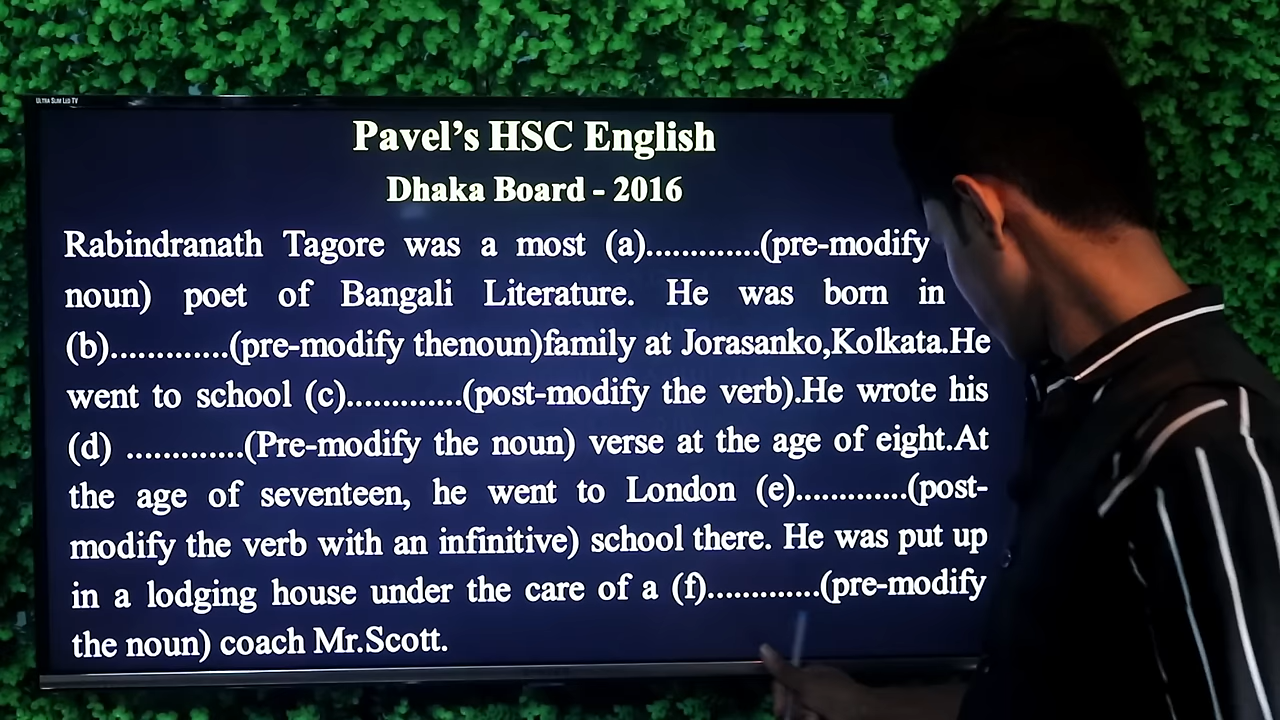 ULTRA SLIM LED TV
Pavel's HSC English
Dhaka Board - 2016
Rabindranath Tagore was a most (a).............(pre-modify
noun) poet of Bangali Literature. He was born in
(b).............(pre-modify thenoun)family at Jorasanko,Kolkata.He
went to school (c).............(post-modify the verb).He wrote his
(d) .............(Pre-modify the noun) verse at the age of eight.At
the age of seventeen, he went to London (e).............(post-
modify the verb with an infinitive) school there. He was put up
in a lodging house under the care of a (f).............(pre-modify
the noun) coach Mr.Scott.